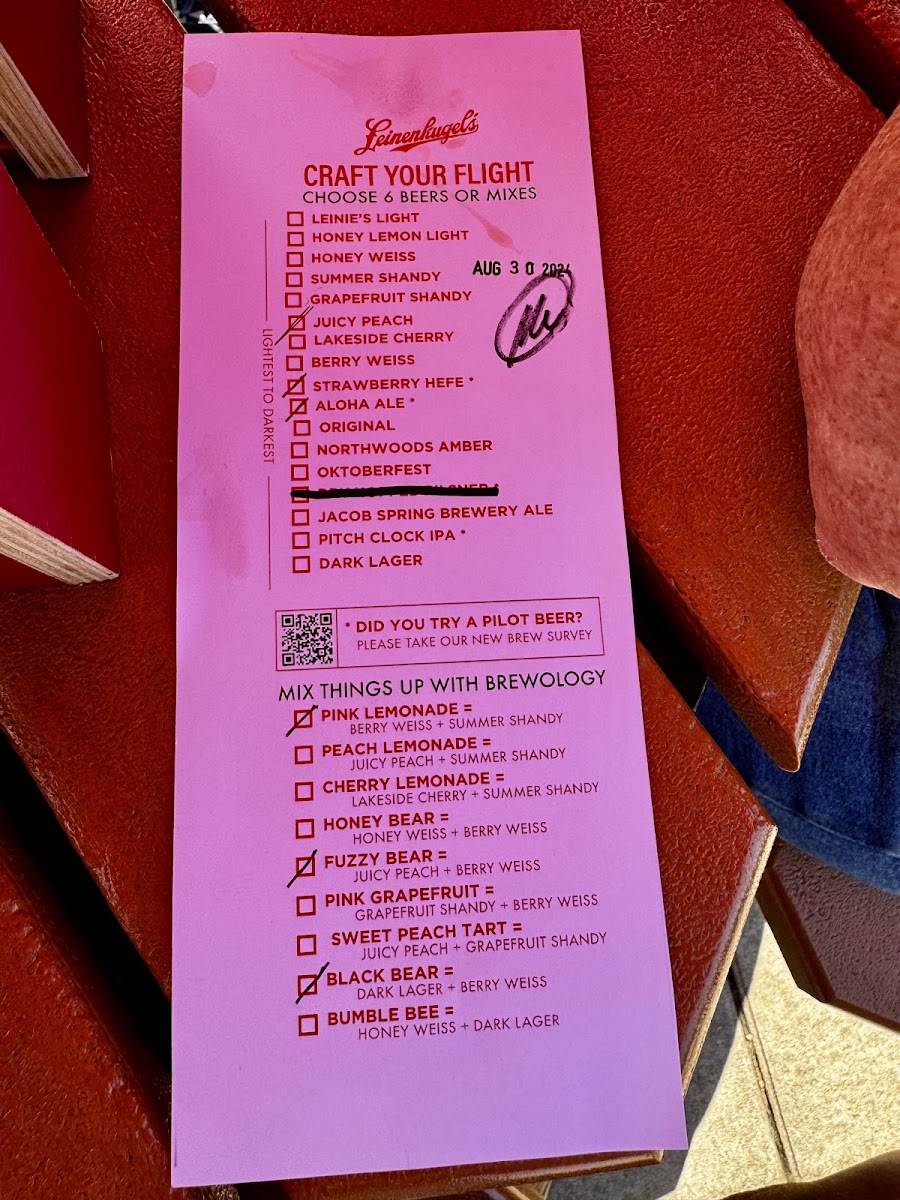 Leinenkugel's
CRAFT YOUR FLIGHT
CHOOSE 6 BEERS OR MIXES
LEINIE'S LIGHT
HONEY LEMON LIGHT
HONEY WEISS
SUMMER SHANDY
AUG 30 2024
GRAPEFRUIT SHANDY
JUICY PEACH
LAKESIDE CHERRY
BERRY WEISS
STRAWBERRY HEFE *
ALOHA ALE *
ORIGINAL
NORTHWOODS AMBER
OKTOBERFEST
JACOB SPRING BREWERY ALE
PITCH CLOCK IPA *
DARK LAGER
LIGHTEST TO DARKEST
* DID YOU TRY A PILOT BEER?
PLEASE TAKE OUR NEW BREW SURVEY
MIX THINGS UP WITH BREWOLOGY
PINK LEMONADE =
BERRY WEISS + SUMMER SHANDY
PEACH LEMONADE =
JUICY PEACH + SUMMER SHANDY
CHERRY LEMONADE =
LAKESIDE CHERRY + SUMMER SHANDY
HONEY BEAR =
HONEY WEISS + BERRY WEISS
FUZZY BEAR =
JUICY PEACH + BERRY WEISS
PINK GRAPEFRUIT =
GRAPEFRUIT SHANDY + BERRY WEISS
SWEET PEACH TART =
JUICY PEACH + GRAPEFRUIT SHANDY
BLACK BEAR =
DARK LAGER + BERRY WEISS
BUMBLE BEE =
HONEY WEISS + DARK LAGER